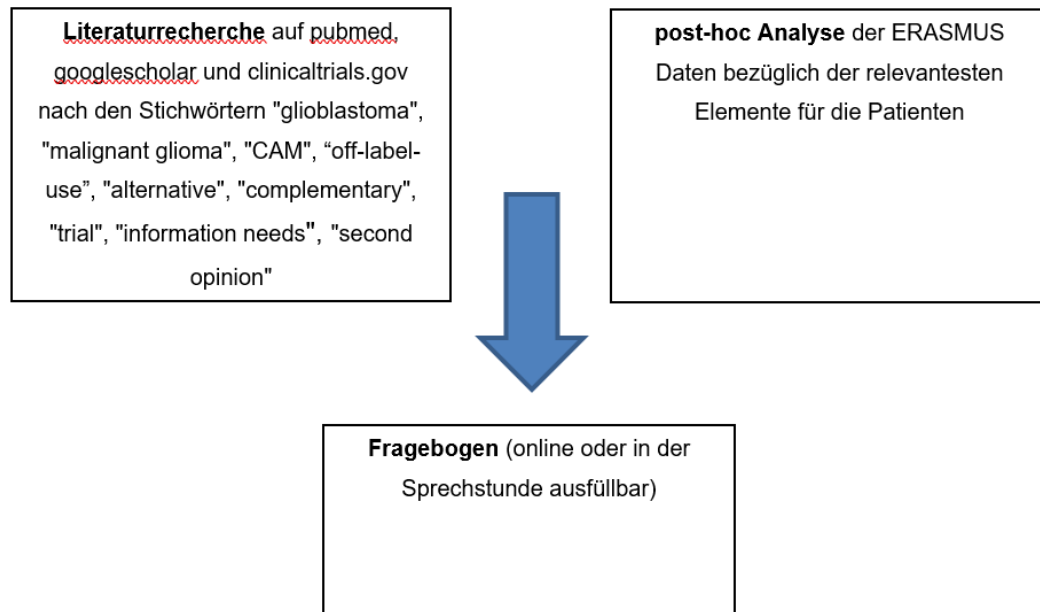 Literaturrecherche auf pubmed,
googlescholar und clinicaltrials.gov
nach den Stichwörtern "glioblastoma",
"malignant glioma", "CAM", “off-label-
use”, "alternative", "complementary",
"trial", "information needs", "second
opinion"
post-hoc Analyse der ERASMUS
Daten bezüglich der relevantesten
Elemente für die Patienten
Fragebogen (online oder in der
Sprechstunde ausfüllbar)